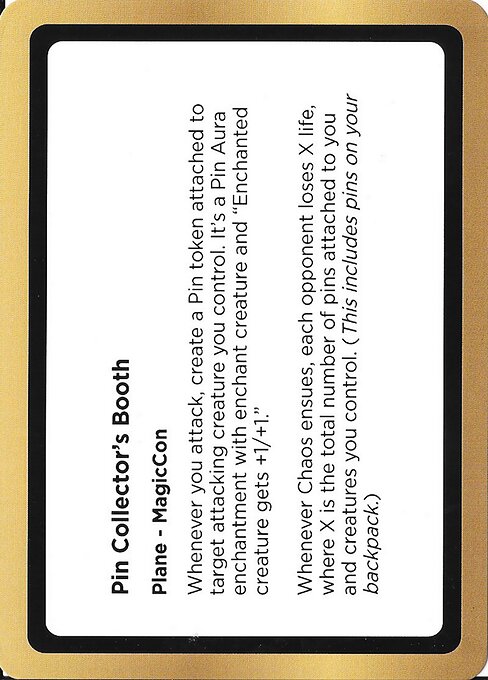 Pin Collector's Booth
Plane - MagicCon
Whenever you attack, create a Pin token attached to
target attacking creature you control. It's a Pin Aura
enchantment with enchant creature and “Enchanted
creature gets +1/+1.”
Whenever Chaos ensues, each opponent loses X life,
where X is the total number of pins attached to you
and creatures you control. (This includes pins on your
backpack.)